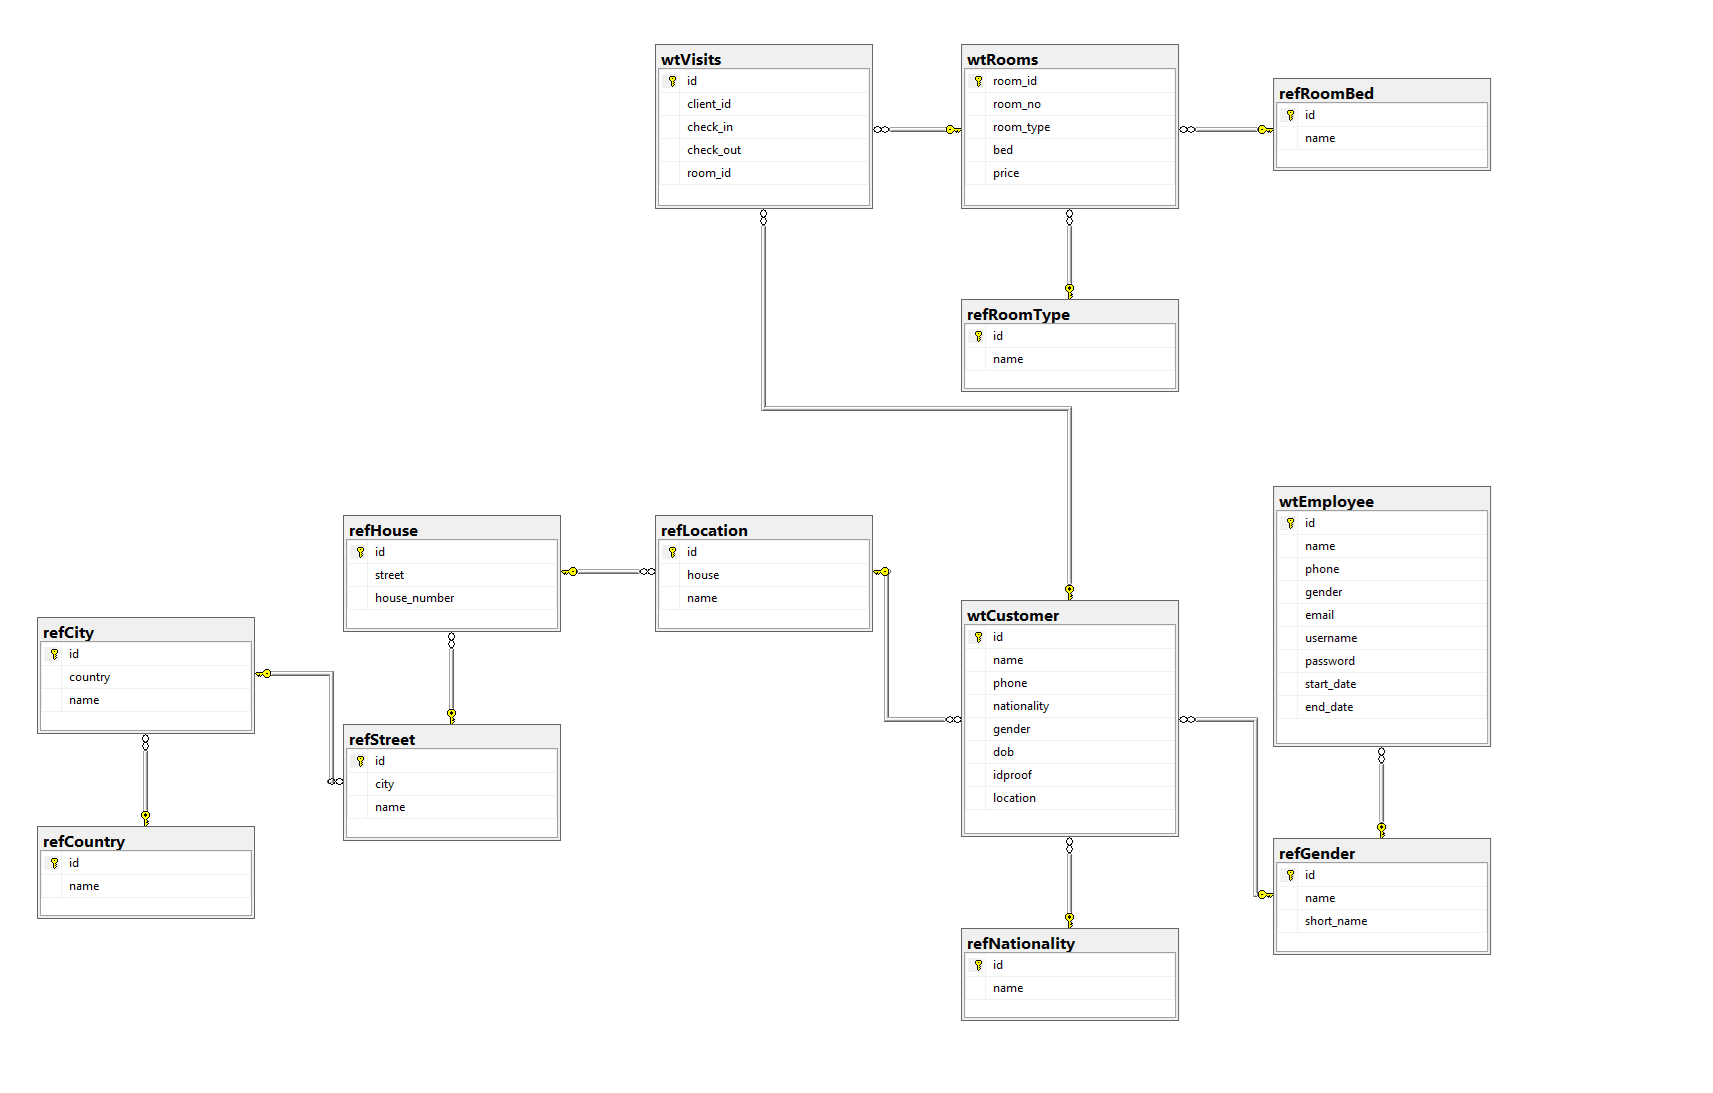 wtVisits
id
client_id
check_in
check_out
room_id
wtRooms
room_id
room_no
room_type
bed
price
refRoomBed
id
name
refRoomType
id
name
refHouse
id
street
house_number
refLocation
id
house
name
wtEmployee
id
name
phone
gender
email
username
password
start_date
end_date
refCity
id
country
name
wtCustomer
id
name
phone
nationality
gender
dob
idproof
location
refStreet
id
city
name
refCountry
id
name
refGender
id
name
short_name
refNationality
id
name